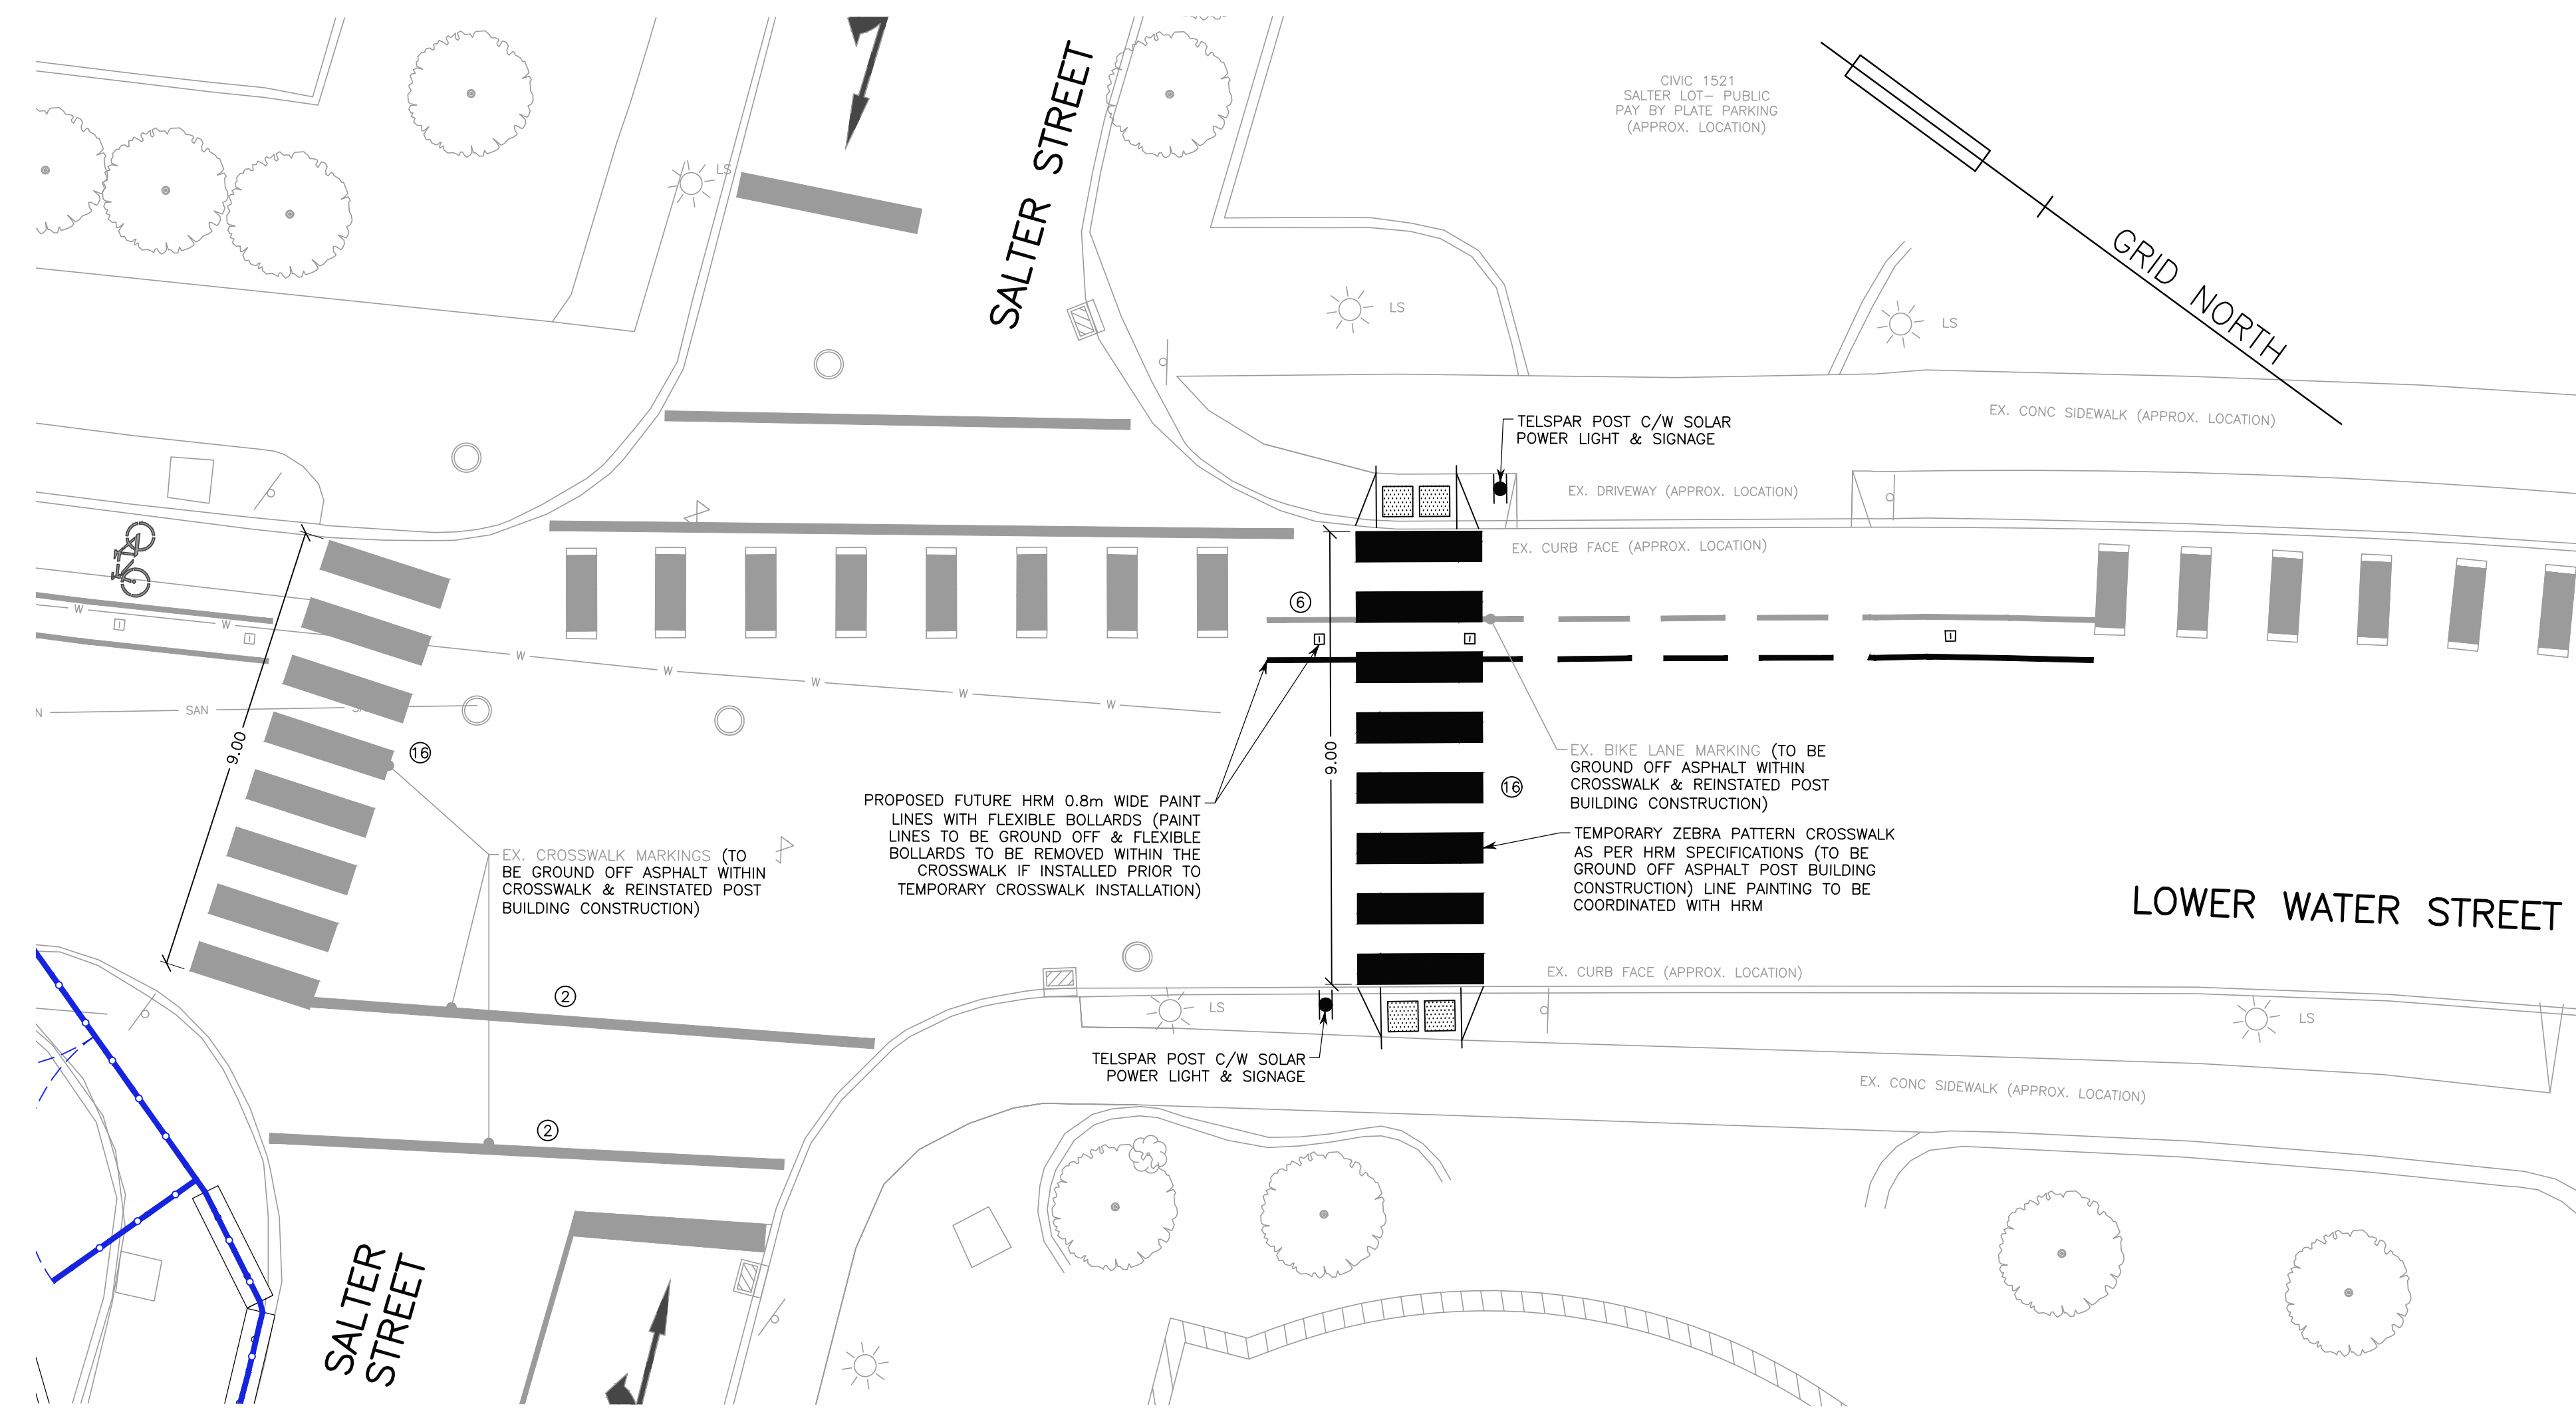 SALTER STREET
CIVIC 1521
SALTER LOT- PUBLIC
PAY BY PLATE PARKING
(APPROX. LOCATION)
GRID NORTH
LS
LS
LS
EX. CONC SIDEWALK (APPROX. LOCATION)
TELSPAR POST C/W SOLAR
POWER LIGHT & SIGNAGE
EX. DRIVEWAY (APPROX. LOCATION)
EX. CURB FACE (APPROX. LOCATION)
6
W
W
W
W
W
W
W
N
SAN
9.00
16
9.00
16
EX. BIKE LANE MARKING (TO BE
GROUND OFF ASPHALT WITHIN
CROSSWALK & REINSTATED POST
BUILDING CONSTRUCTION)
PROPOSED FUTURE HRM 0.8m WIDE PAINT
LINES WITH FLEXIBLE BOLLARDS (PAINT
LINES TO BE GROUND OFF & FLEXIBLE
BOLLARDS TO BE REMOVED WITHIN THE
CROSSWALK IF INSTALLED PRIOR TO
TEMPORARY CROSSWALK INSTALLATION)
TEMPORARY ZEBRA PATTERN CROSSWALK
AS PER HRM SPECIFICATIONS (TO BE
GROUND OFF ASPHALT POST BUILDING
CONSTRUCTION) LINE PAINTING TO BE
COORDINATED WITH HRM
EX. CROSSWALK MARKINGS (TO
BE GROUND OFF ASPHALT WITHIN
CROSSWALK & REINSTATED POST
BUILDING CONSTRUCTION)
LOWER WATER STREET
EX. CURB FACE (APPROX. LOCATION)
2
LS
LS
TELSPAR POST C/W SOLAR
POWER LIGHT & SIGNAGE
EX. CONC SIDEWALK (APPROX. LOCATION)
2
SALTER
STREET